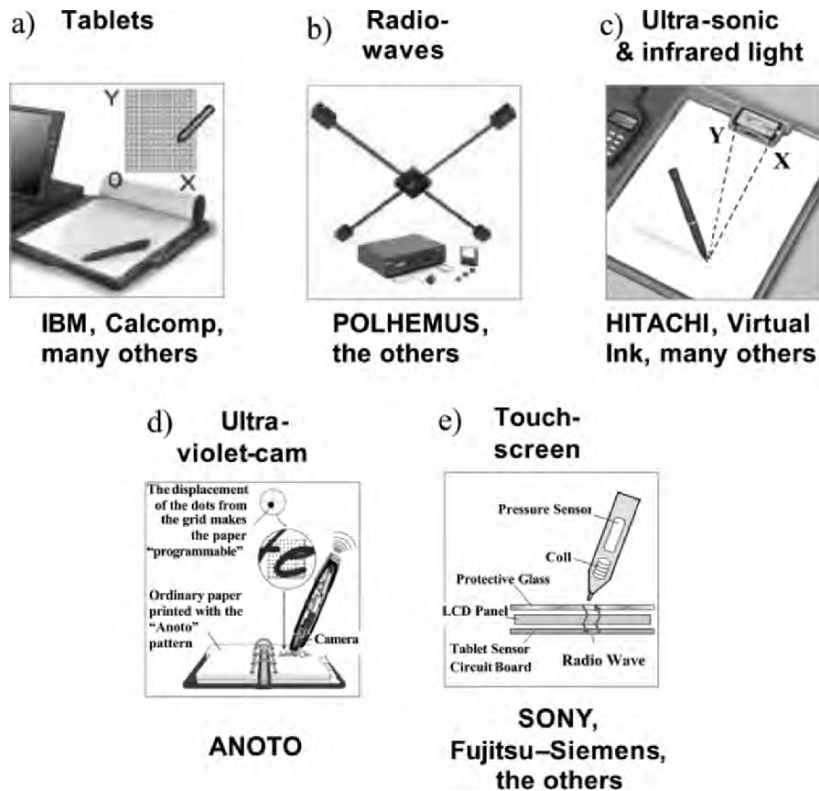 a) Tablets
b) Radio-
waves
c) Ultra-sonic
& infrared light
Y
O X
Y
X
IBM, Calcomp,
many others
POLHEMUS,
the others
HITACHI, Virtual
Ink, many others
d) Ultra-
violet-cam
The displacement
of the dots from
the grid makes
the paper
“programmable”
Ordinary paper
printed with the
“Anoto”
pattern
Camera
ANOTO
e) Touch-
screen
Pressure Sensor
Coll
Protective Glass
LCD Panel
Tablet Sensor
Circuit Board
Radio Wave
SONY,
Fujitsu–Siemens,
the others